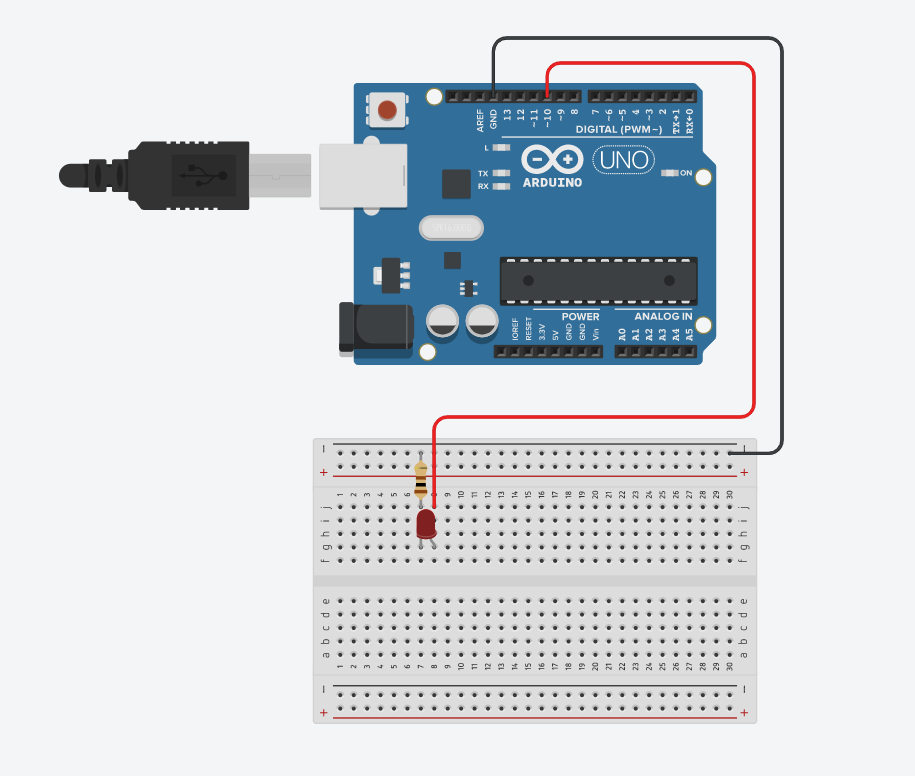 AREF GND 13 12 ~11 ~10 ~9 8 7 ~6 ~5 4 ~3 2 TX→1 RX←0
DIGITAL (PWM~)
L
TX
RX
ARDUINO
UNO
ON
POWER
ANALOG IN
IOREF RESET 3.3V 5V GND GND Vin A0 A1 A2 A3 A4 A5
− −
+ +
1 2 3 4 5 6 7 9 10 11 12 13 14 15 16 17 18 19 20 21 22 23 24 25 26 27 28 29 30
j j
i i
h h
g g
f f
e e
d d
c c
b b
a a
1 2 3 4 5 6 7 8 9 10 11 12 13 14 15 16 17 18 19 20 21 22 23 24 25 26 27 28 29 30
− −
+ +